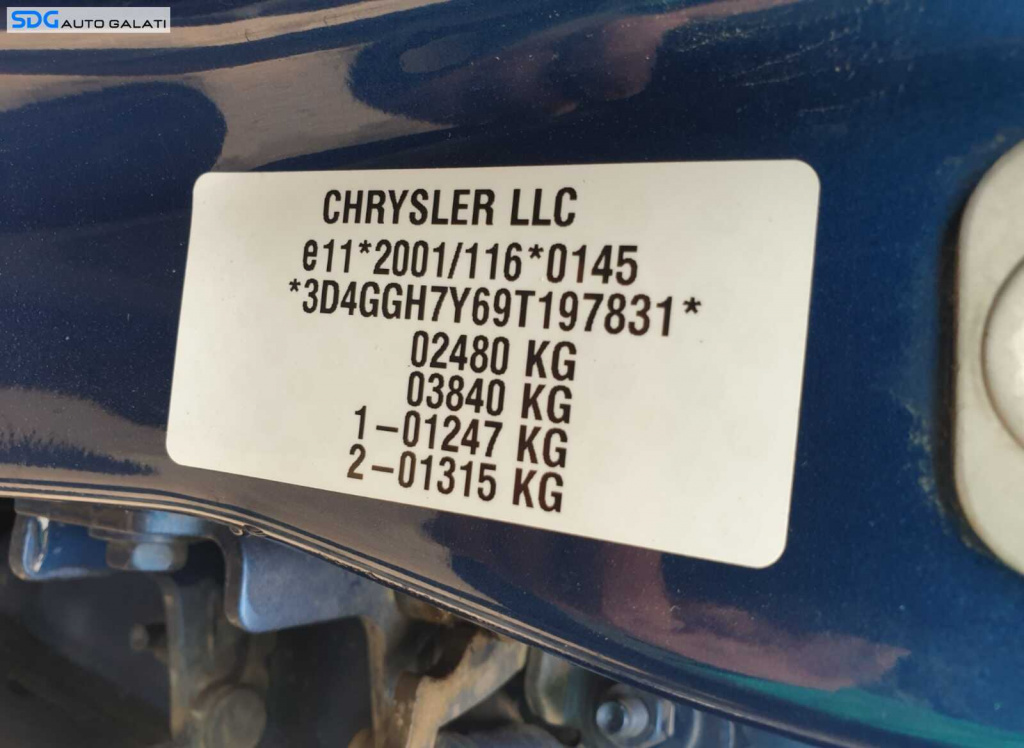 SDG AUTO GALATI
CHRYSLER LLC
e11*2001/116*0145
*3D4GGH7Y69T197831*
02480 KG
03840 KG
1-01247 KG
2-01315 KG